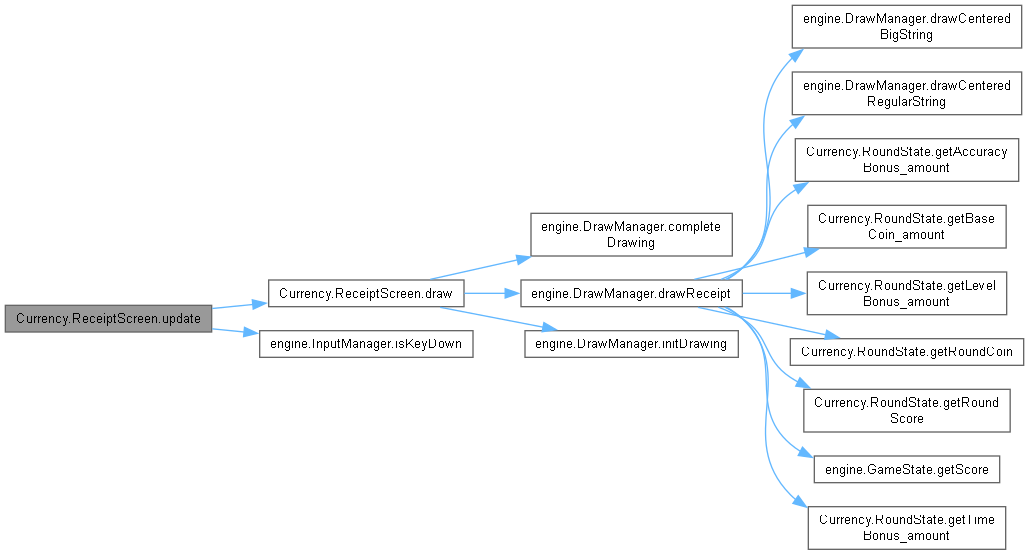 engine.DrawManager.drawCentered
BigString
engine.DrawManager.drawCentered
RegularString
Currency.RoundState.getAccuracy
Bonus_amount
Currency.RoundState.getBase
Coin_amount
engine.DrawManager.complete
Drawing
Currency.ReceiptScreen.draw
engine.DrawManager.drawReceipt
Currency.RoundState.getLevel
Bonus_amount
Currency.ReceiptScreen.update
engine.InputManager.isKeyDown
engine.DrawManager.initDrawing
Currency.RoundState.getRoundCoin
Currency.RoundState.getRound
Score
engine.GameState.getScore
Currency.RoundState.getTime
Bonus_amount